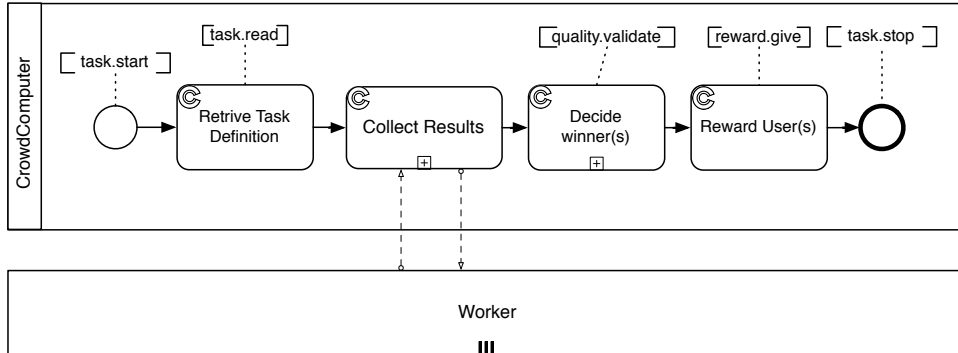 task.start
task.read
quality.validate
reward.give
task.stop
CrowdComputer
Retrive Task
Definition
Collect Results
Decide
winner(s)
Reward User(s)
Worker